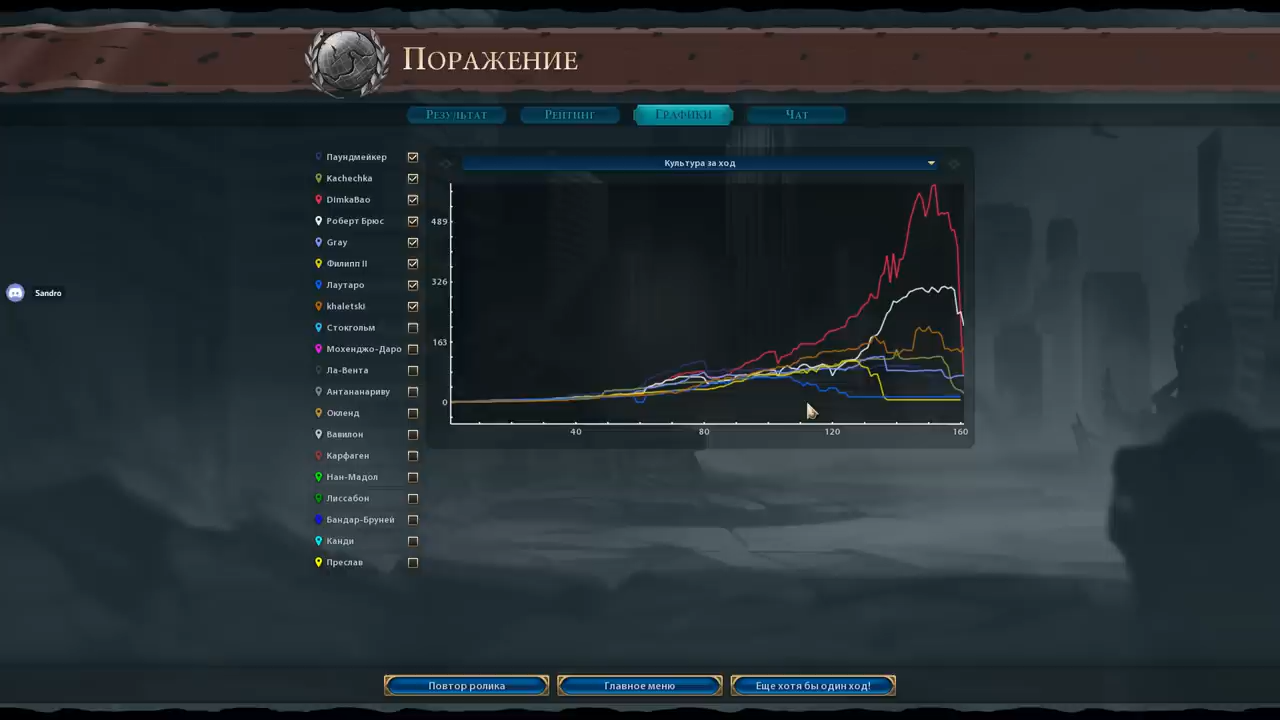 Поражение
Результат
Рейтинг
Графики
Чат
Паундмейкер
Kachechka
DImkaBao
Роберт Брюс
Gray
Филипп II
Лаутаро
khaletski
Стокгольм
Мохенджо-Даро
Ла-Вента
Антананариву
Окленд
Вавилон
Карфаген
Нан-Мадол
Лиссабон
Бандар-Бруней
Канди
Преслав
Культура за ход
489
326
163
0
40
80
120
160
Sandro
Повтор ролика
Главное меню
Еще хотя бы один ход!